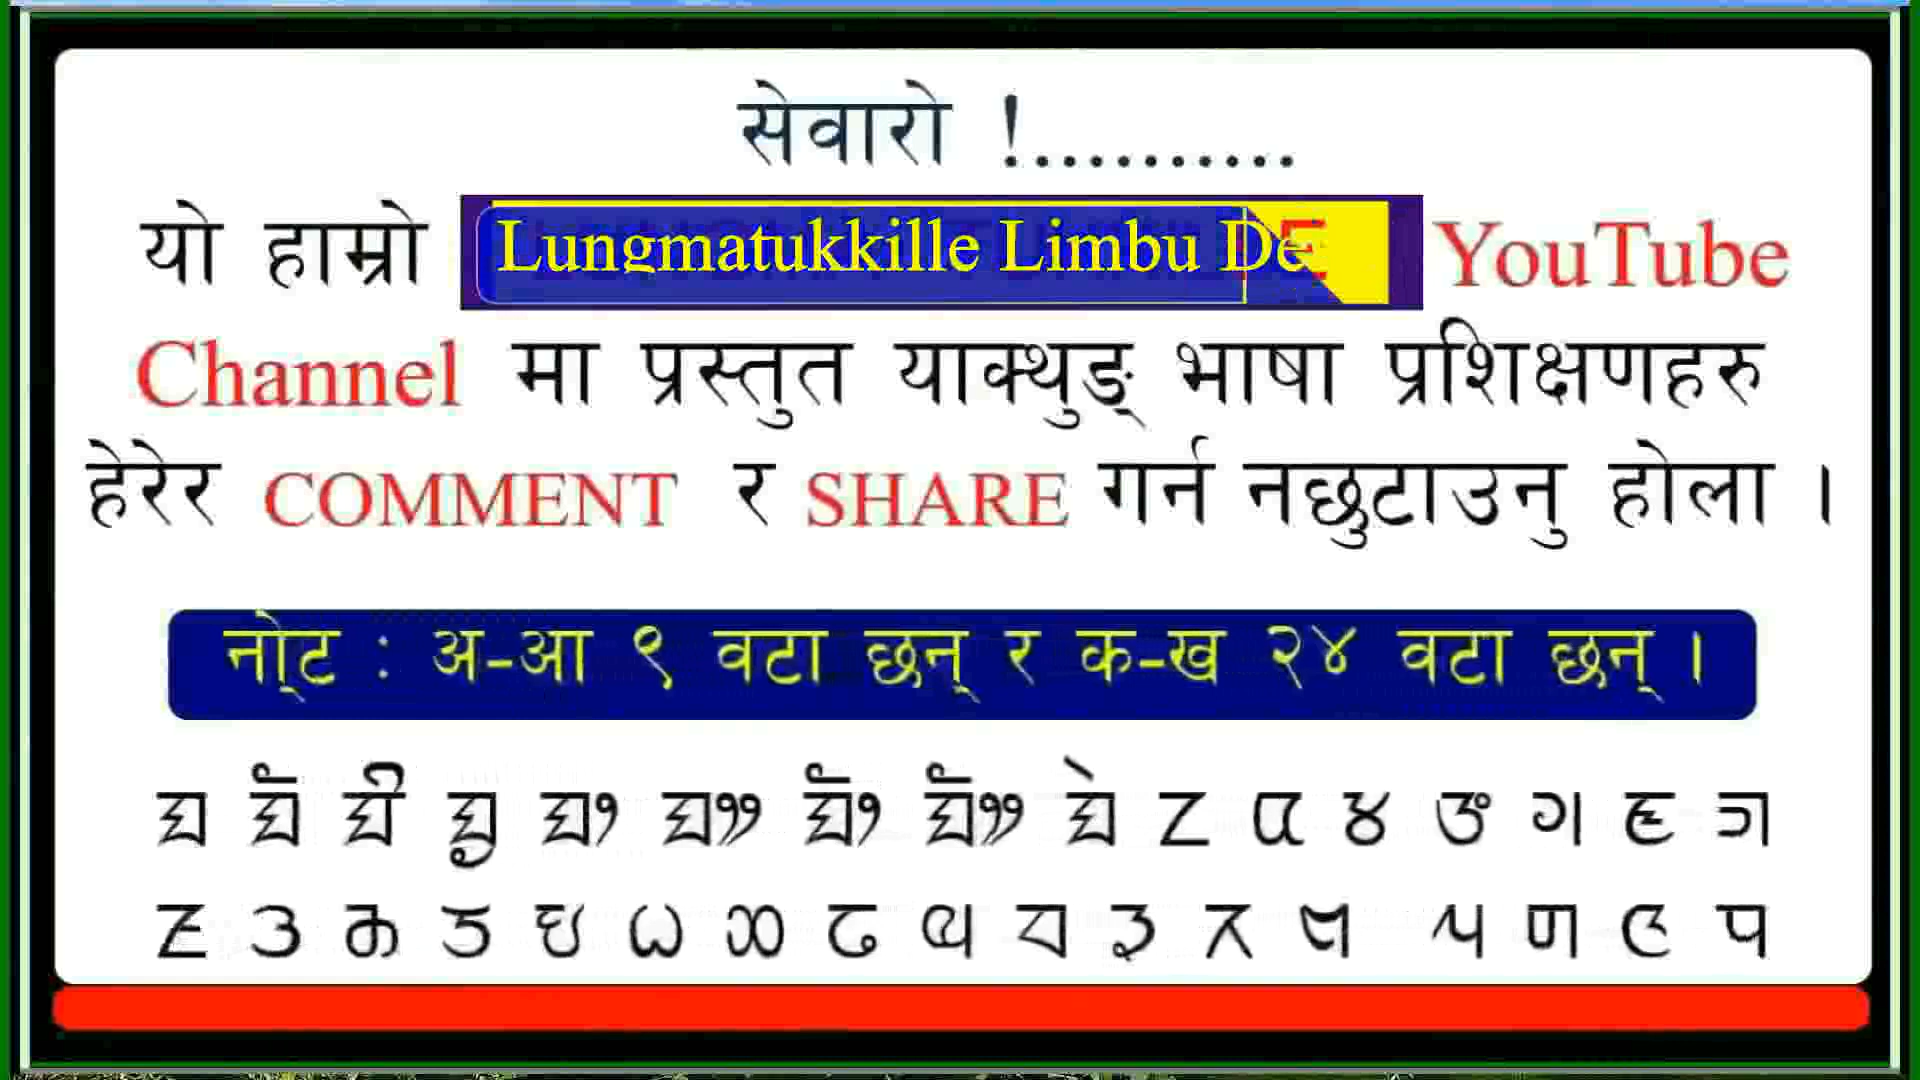 सेवारो !...........
यो हाम्रो Lungmatukkille Limbu De YouTube
Channel मा प्रस्तुत याक्थुङ् भाषा प्रशिक्षणहरु
हेरेर COMMENT र SHARE गर्न नछुटाउनु होला ।
नो्ट : अ-आ ९ वटा छन् र क-ख २४ वटा छन् ।
ᤀ ᤀᤠ ᤀᤡ ᤀᤢ ᤀᤣ ᤀᤤ ᤀᤥ ᤀᤦ ᤀᤧ ᤁ ᤂ ᤃ ᤄ ᤅ ᤆ ᤇ
ᤈ ᤋ ᤌ ᤍ ᤎ ᤏ ᤐ ᤑ ᤒ ᤓ ᤔ ᤕ ᤖ ᤗ ᤘ ᤛ ᤜ